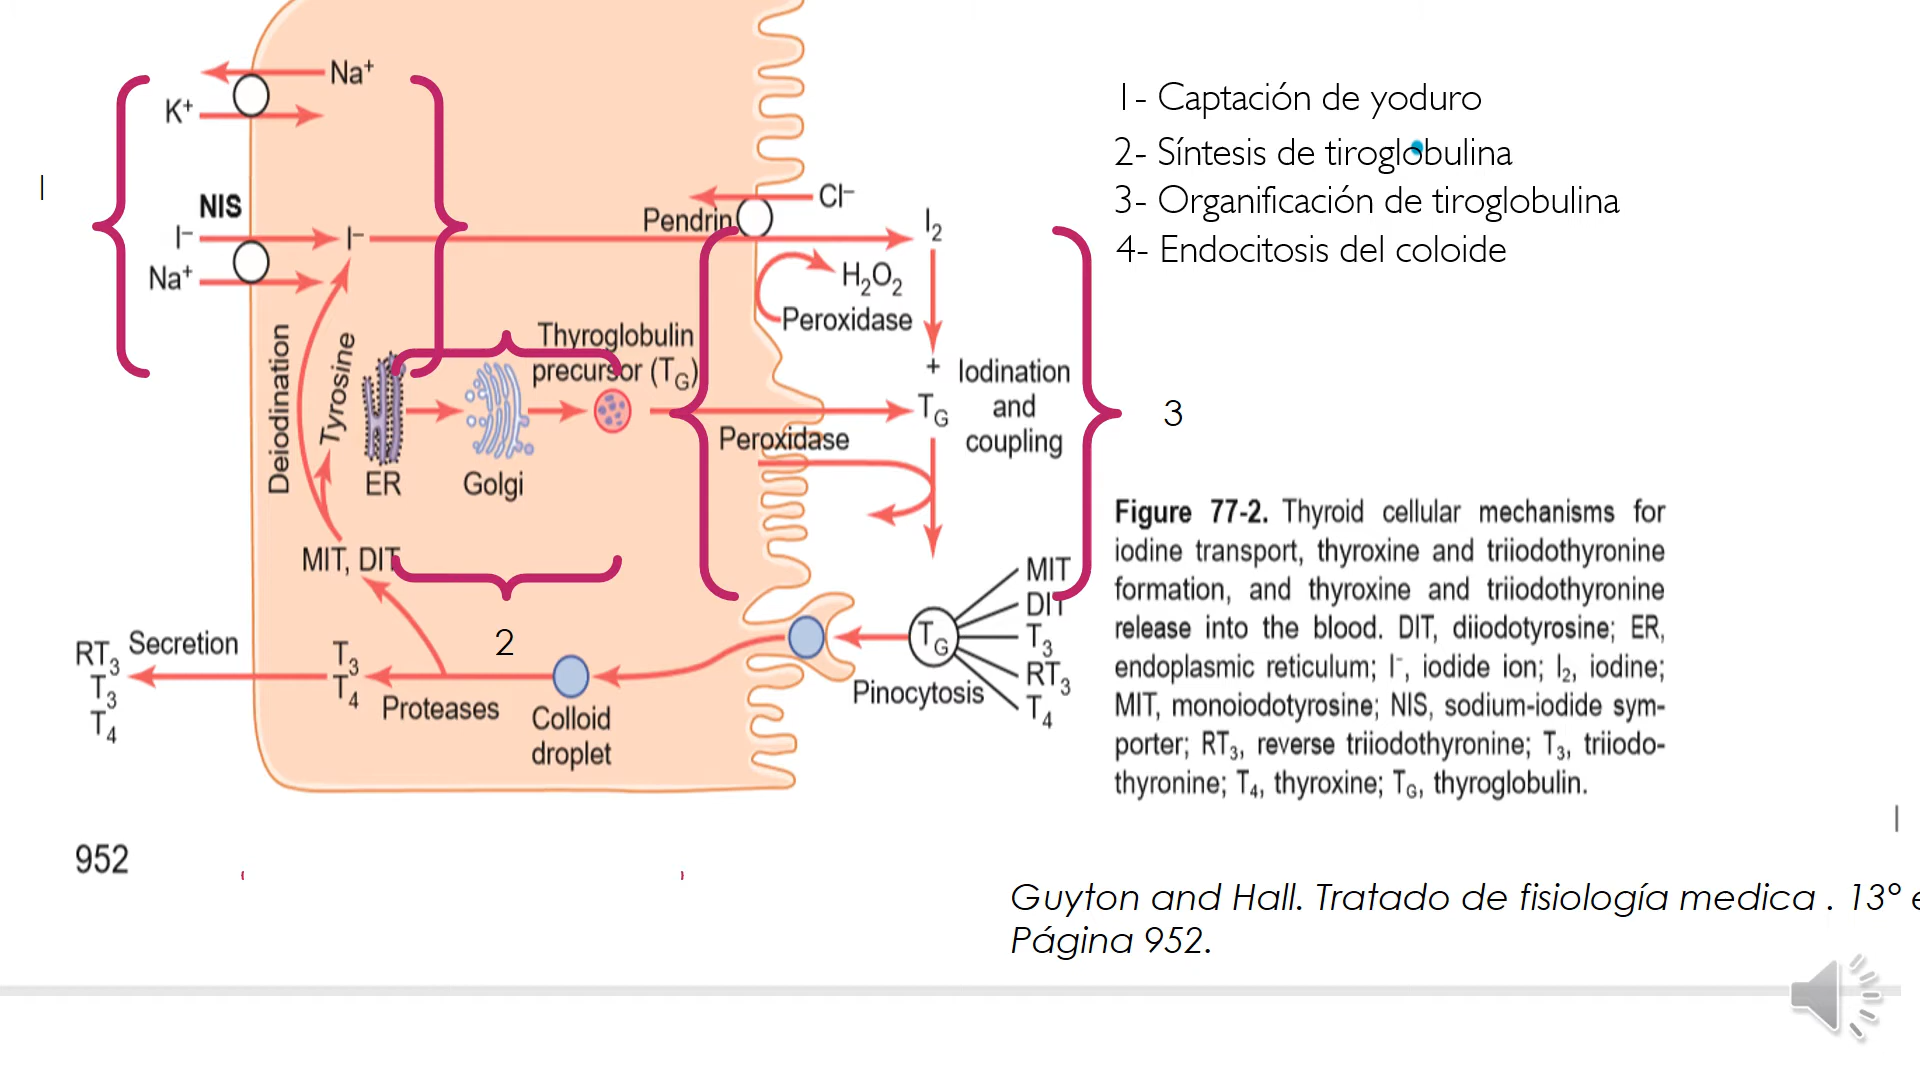 Na⁺
K⁺
1
NIS
I⁻
I⁻
Na⁺
Deiodination
Tyrosine
ER
Golgi
Thyroglobulin
precursor (TG)
MIT, DIT
2
Pendrin
Cl⁻
I₂
H₂O₂
Peroxidase
+
TG
Iodination
and
coupling
Peroxidase
3
MIT
DIT
T₃
RT₃
T₄
TG
Pinocytosis
Colloid
droplet
Proteases
T₃
T₄
Secretion
RT₃
T₃
T₄
952
1- Captación de yoduro
2- Síntesis de tiroglobulina
3- Organificación de tiroglobulina
4- Endocitosis del coloide
Figure 77-2. Thyroid cellular mechanisms for
iodine transport, thyroxine and triiodothyronine
formation, and thyroxine and triiodothyronine
release into the blood. DIT, diiodotyrosine; ER,
endoplasmic reticulum; I⁻, iodide ion; I₂, iodine;
MIT, monoiodotyrosine; NIS, sodium-iodide sym-
porter; RT₃, reverse triiodothyronine; T₃, triiodo-
thyronine; T₄, thyroxine; TG, thyroglobulin.
Guyton and Hall. Tratado de fisiología medica . 13°
Página 952.